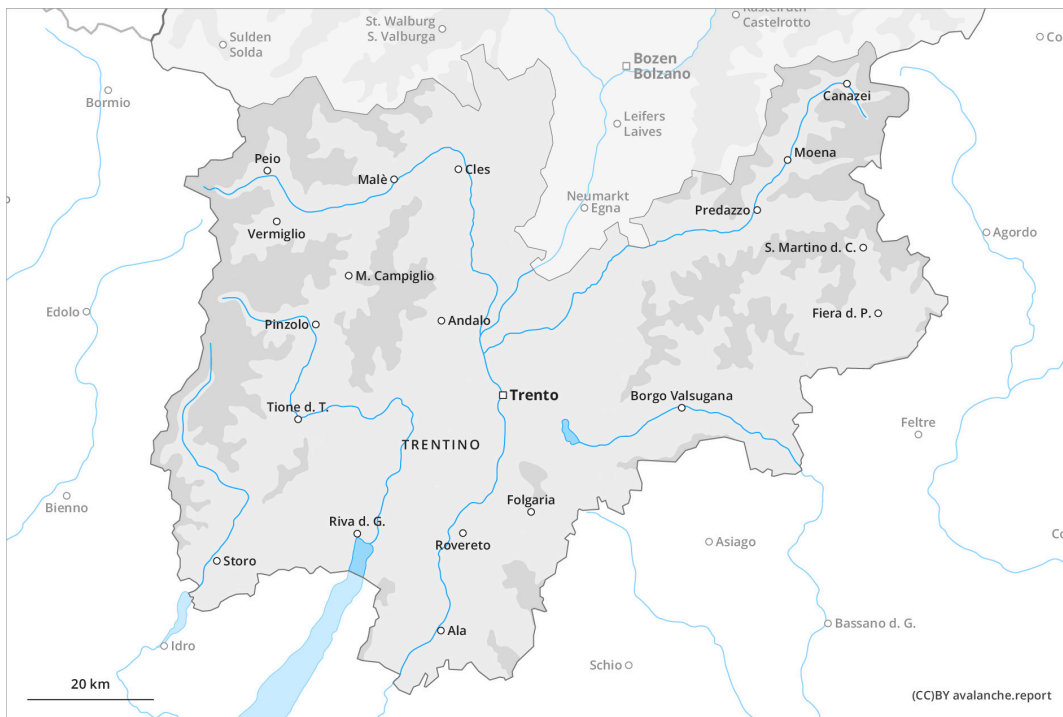 Kastelruth
Castelrotto
St. Walburg
S. Valburga
Sulden
Solda
Co
Bozen
Bolzano
Bormio
Canazei
Leifers
Laives
Moena
Peio
Malè
Cles
Neumarkt
Egna
Predazzo
Vermiglio
Agordo
S. Martino d. C.
M. Campiglio
Edolo
Pinzolo
Andalo
Fiera d. P.
Trento
Borgo Valsugana
Tione d. T.
Feltre
TRENTINO
Bienno
Folgaria
Riva d. G.
Rovereto
Asiago
Co
Storo
Ala
Bassano d. G.
Idro
Schio
20 km
(CC)BY avalanche.report